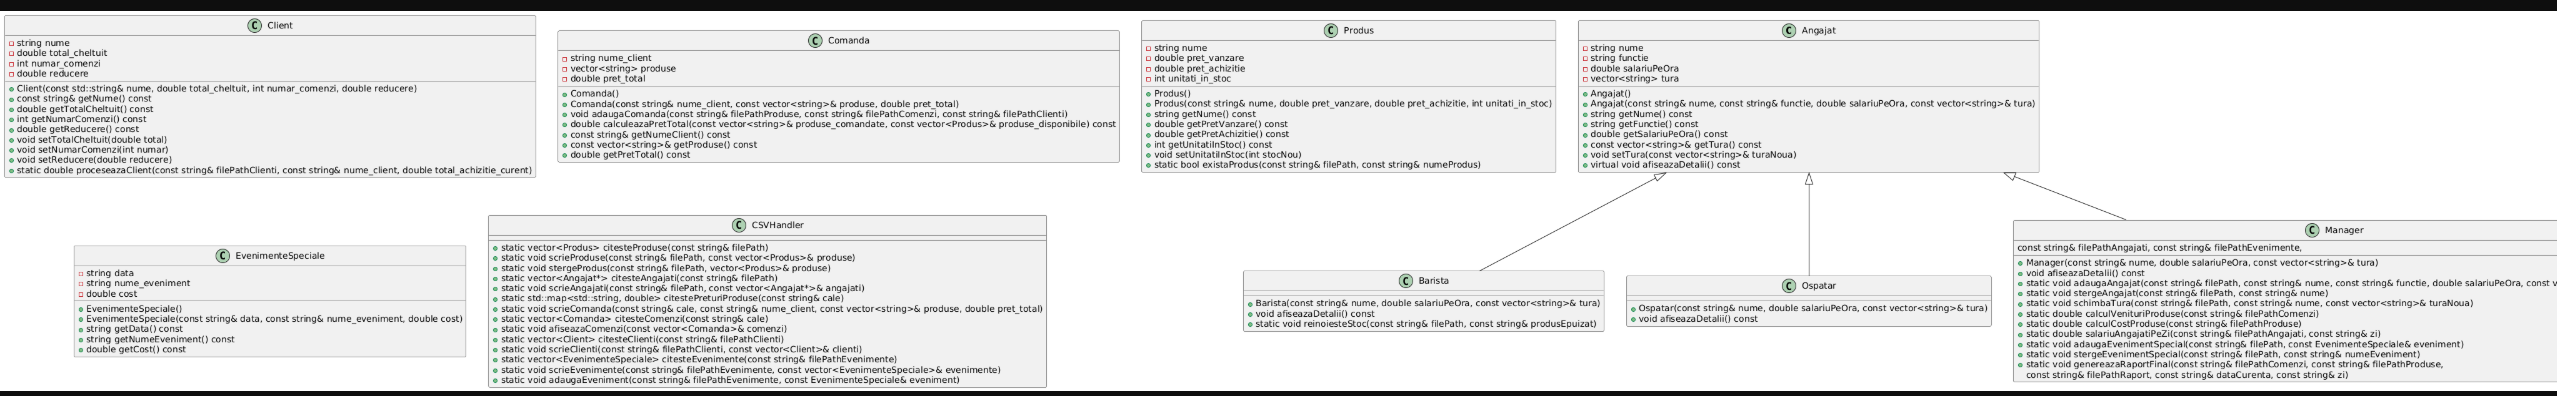 C Client
string nume
double total_cheltuit
int numar_comenzi
double reducere
Client(const std::string& nume, double total_cheltuit, int numar_comenzi, double reducere)
const string& getNume() const
double getTotalCheltuit() const
int getNumarComenzi() const
double getReducere() const
void setTotalCheltuit(double total)
void setNumarComenzi(int numar)
void setReducere(double reducere)
static double proceseazaClient(const string& filePathClienti, const string& nume_client, double total_achizitie_curent)
C Comanda
string nume_client
vector<string> produse
double pret_total
Comanda()
Comanda(const string& nume_client, const vector<string>& produse, double pret_total)
void adaugaComanda(const string& filePathProduse, const string& filePathComenzi, const string& filePathClienti)
double calculeazaPretTotal(const vector<string>& produse_comandate, const vector<Produs>& produse_disponibile) const
const string& getNumeClient() const
const vector<string>& getProduse() const
double getPretTotal() const
C Produs
string nume
double pret_vanzare
double pret_achizitie
int unitati_in_stoc
Produs()
Produs(const string& nume, double pret_vanzare, double pret_achizitie, int unitati_in_stoc)
string getNume() const
double getPretVanzare() const
double getPretAchizitie() const
int getUnitatiInStoc() const
void setUnitatiInStoc(int stocNou)
static bool existaProdus(const string& filePath, const string& numeProdus)
C Angajat
string nume
string functie
double salariuPeOra
vector<string> tura
Angajat()
Angajat(const string& nume, const string& functie, double salariuPeOra, const vector<string>& tura)
string getNume() const
string getFunctie() const
double getSalariuPeOra() const
const vector<string>& getTura() const
void setTura(const vector<string>& turaNoua)
virtual void afiseazaDetalii() const
C EvenimenteSpeciale
string data
string nume_eveniment
double cost
EvenimenteSpeciale()
EvenimenteSpeciale(const string& data, const string& nume_eveniment, double cost)
string getData() const
string getNumeEveniment() const
double getCost() const
C CSVHandler
static vector<Produs> citesteProduse(const string& filePath)
static void scrieProduse(const string& filePath, const vector<Produs>& produse)
static void stergeProdus(const string& filePath, vector<Produs>& produse)
static vector<Angajat*> citesteAngajati(const string& filePath)
static void scrieAngajati(const string& filePath, const vector<Angajat*>& angajati)
static std::map<std::string, double> citestePreturiProduse(const string& cale)
static void scrieComanda(const string& cale, const string& nume_client, const vector<string>& produse, double pret_total)
static vector<Comanda> citesteComenzi(const string& cale)
static void afiseazaComenzi(const vector<Comanda>& comenzi)
static vector<Client> citesteClienti(const string& filePathClienti)
static void scrieClienti(const string& filePathClienti, const vector<Client>& clienti)
static vector<EvenimenteSpeciale> citesteEvenimente(const string& filePathEvenimente)
static void scrieEvenimente(const string& filePathEvenimente, const vector<EvenimenteSpeciale>& evenimente)
static void adaugaEveniment(const string& filePathEvenimente, const EvenimenteSpeciale& eveniment)
C Barista
Barista(const string& nume, double salariuPeOra, const vector<string>& tura)
void afiseazaDetalii() const
static void reinoiesteStoc(const string& filePath, const string& produsEpuizat)
C Ospatar
Ospatar(const string& nume, double salariuPeOra, const vector<string>& tura)
void afiseazaDetalii() const
C Manager
const string& filePathAngajati, const string& filePathEvenimente,
Manager(const string& nume, double salariuPeOra, const vector<string>& tura)
void afiseazaDetalii() const
static void adaugaAngajat(const string& filePath, const string& nume, const string& functie, double salariuPeOra, const v
static void stergeAngajat(const string& filePath, const string& nume)
static void schimbaTura(const string& filePath, const string& nume, const vector<string>& turaNoua)
static double calculVenituriProduse(const string& filePathComenzi)
static double calculCostProduse(const string& filePathProduse)
static double salariuAngajatiPeZi(const string& filePathAngajati, const string& zi)
static void adaugaEvenimentSpecial(const string& filePath, const EvenimenteSpeciale& eveniment)
static void stergeEvenimentSpecial(const string& filePath, const string& numeEveniment)
static void genereazaRaportFinal(const string& filePathComenzi, const string& filePathProduse,
const string& filePathRaport, const string& dataCurenta, const string& zi)